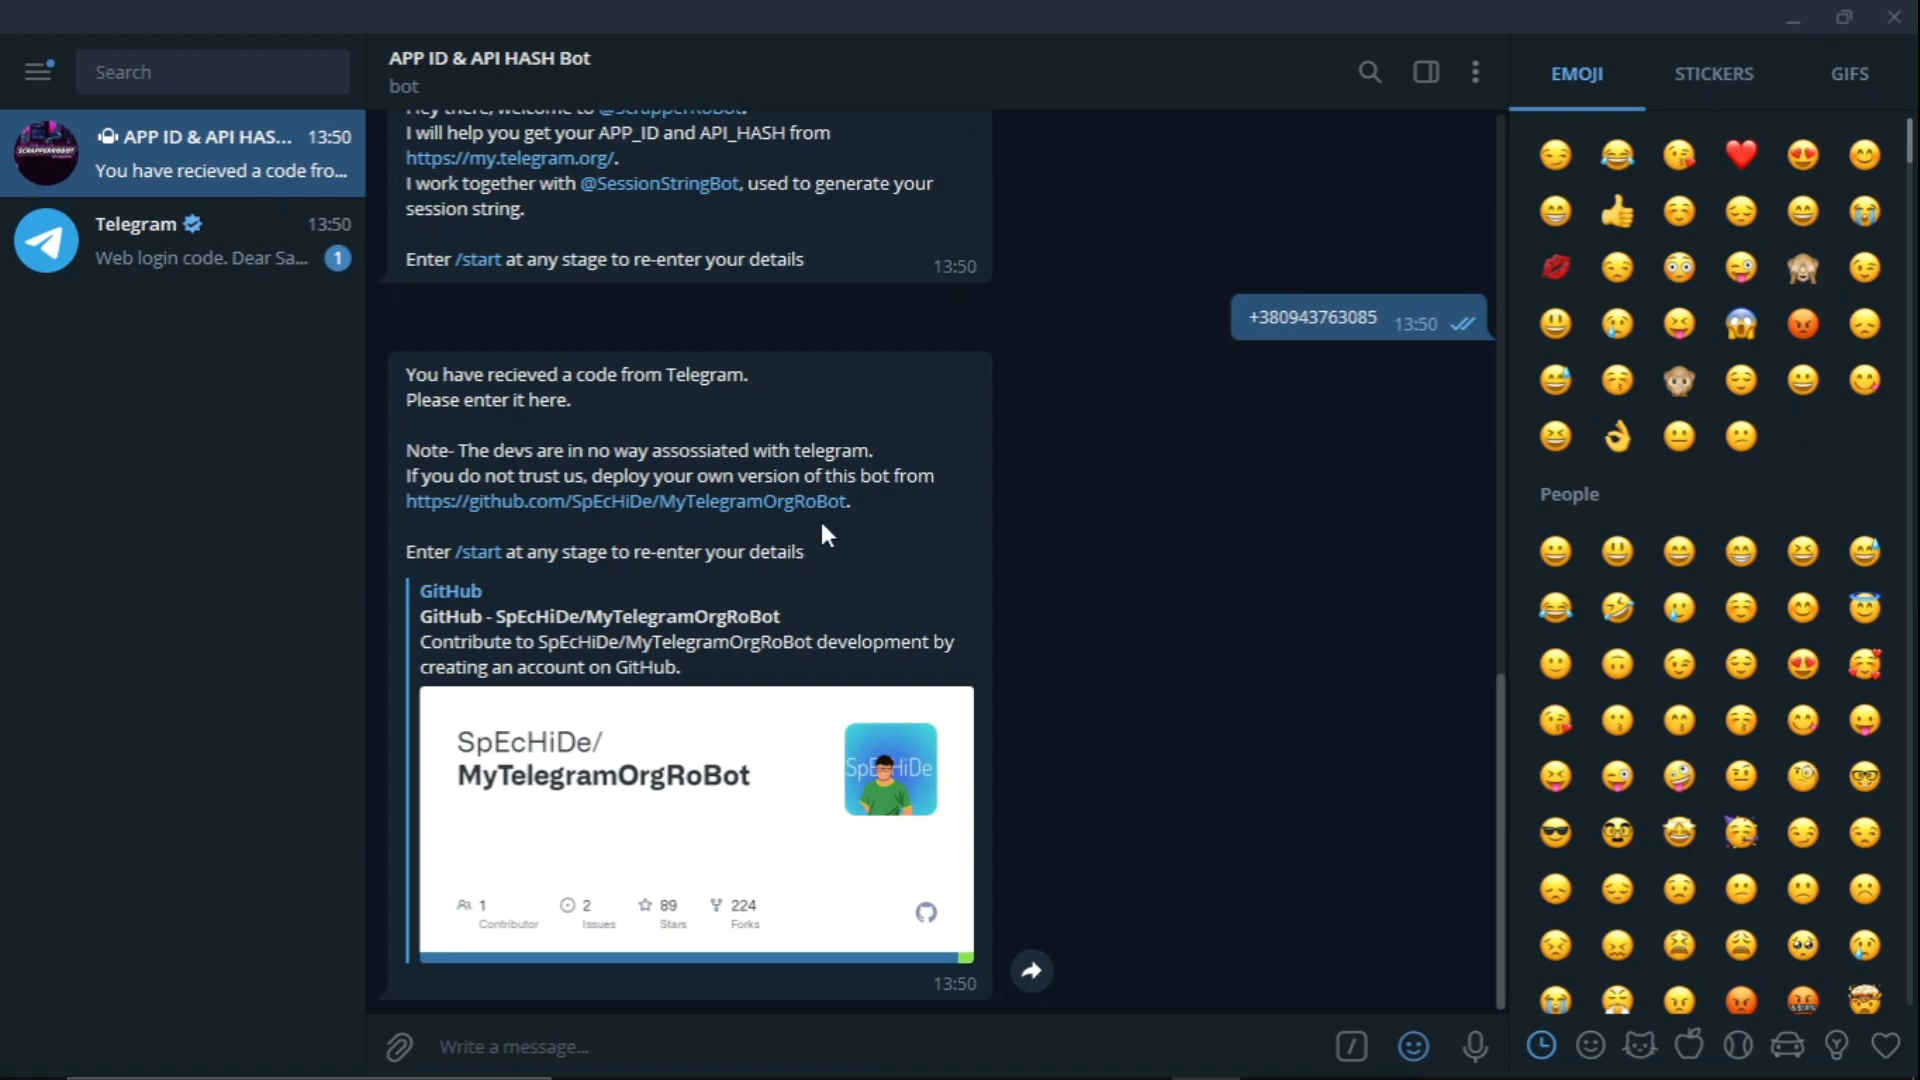 Search
APP ID & API HASH Bot
bot
EMOJI
STICKERS
GIFS
APP ID & API HAS... 13:50
You have recieved a code fro...
Telegram 13:50
Web login code. Dear Sa... 1
Hey there, welcome to @ScrapperRoBot.
I will help you get your APP_ID and API_HASH from
https://my.telegram.org/.
I work together with @SessionStringBot, used to generate your
session string.
Enter /start at any stage to re-enter your details
13:50
+380943763085 13:50
You have recieved a code from Telegram.
Please enter it here.
Note- The devs are in no way assossiated with telegram.
If you do not trust us, deploy your own version of this bot from
https://github.com/SpEcHiDe/MyTelegramOrgRoBot.
Enter /start at any stage to re-enter your details
GitHub
GitHub - SpEcHiDe/MyTelegramOrgRoBot
Contribute to SpEcHiDe/MyTelegramOrgRoBot development by
creating an account on GitHub.
SpEcHiDe/
MyTelegramOrgRoBot
SpEcHiDe
1 2 89 224
Contributor Issues Stars Forks
13:50
Write a message...
People
SCRAPPERROBOT